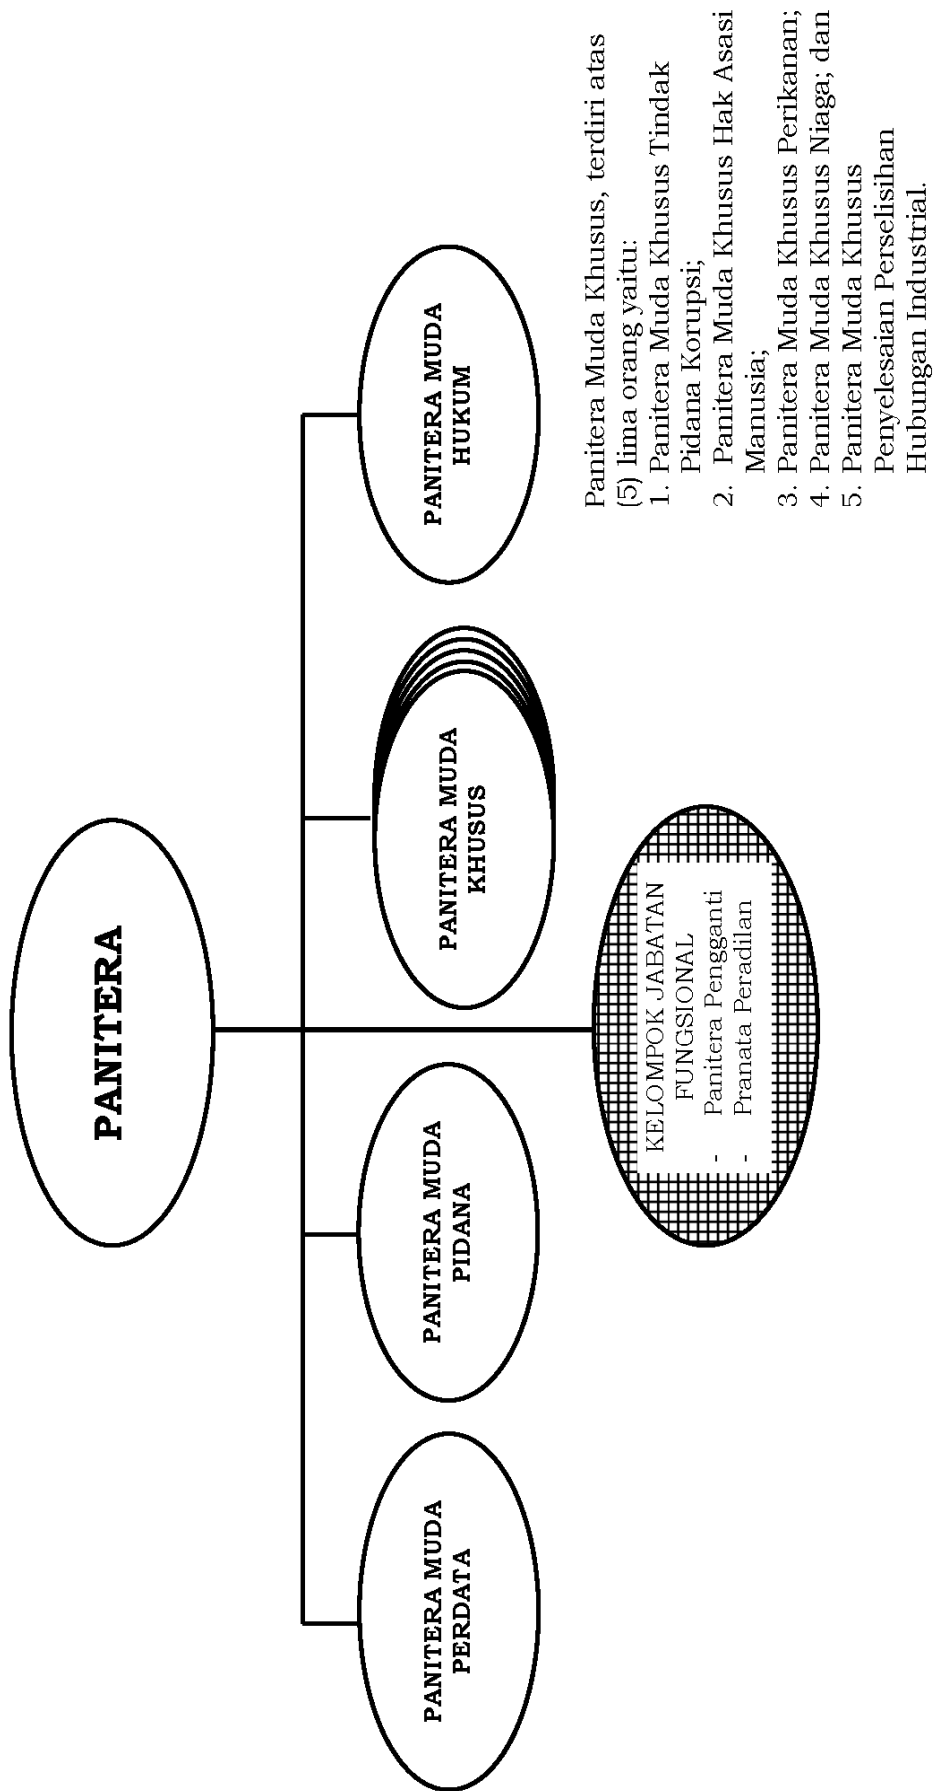 PANITERA
PANITERA MUDA
PERDATA
PANITERA MUDA
PIDANA
PANITERA MUDA
KHUSUS
PANITERA MUDA
HUKUM
KELOMPOK JABATAN
FUNGSIONAL
- Panitera Pengganti
- Pranata Peradilan
Panitera Muda Khusus, terdiri atas
(5) lima orang yaitu:
1. Panitera Muda Khusus Tindak
Pidana Korupsi;
2. Panitera Muda Khusus Hak Asasi
Manusia;
3. Panitera Muda Khusus Perikanan;
4. Panitera Muda Khusus Niaga; dan
5. Panitera Muda Khusus
Penyelesaian Perselisihan
Hubungan Industrial.